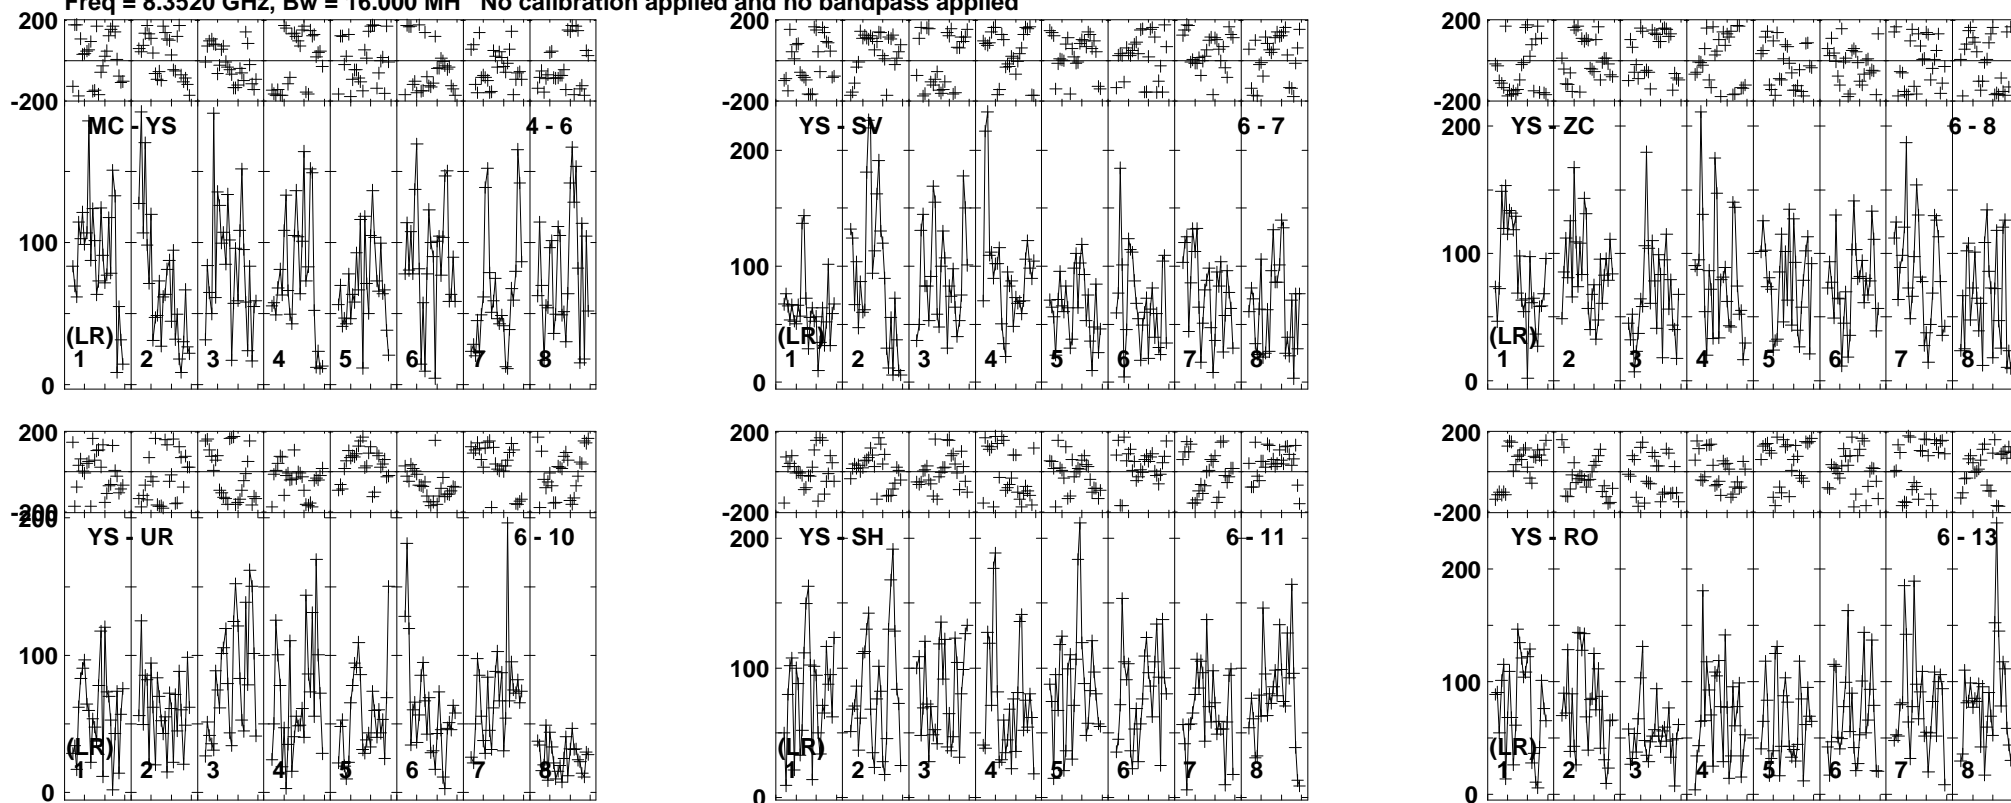 Freq = 8.3520 GHz, Bw = 16.000 MH No calibration applied and no bandpass applied
200
-200
MC - YS 4 - 6
100
(LR)
1 2 3 4 5 6 7 8
0
YS - SV 6 - 7
200
-200
200
100
(LR)
1 2 3 4 5 6 7 8
0
YS - ZC 6 - 8
200
-200
200
100
(LR)
1 2 3 4 5 6 7 8
0
200
-200
200
YS - UR 6 - 10
100
(LR)
1 2 3 4 5 6 7 8
0
200
-200
YS - SH 6 - 11
200
100
(LR)
1 2 3 4 5 6 7 8
0
200
-200
YS - RO 6 - 13
200
100
(LR)
1 2 3 4 5 6 7 8
0